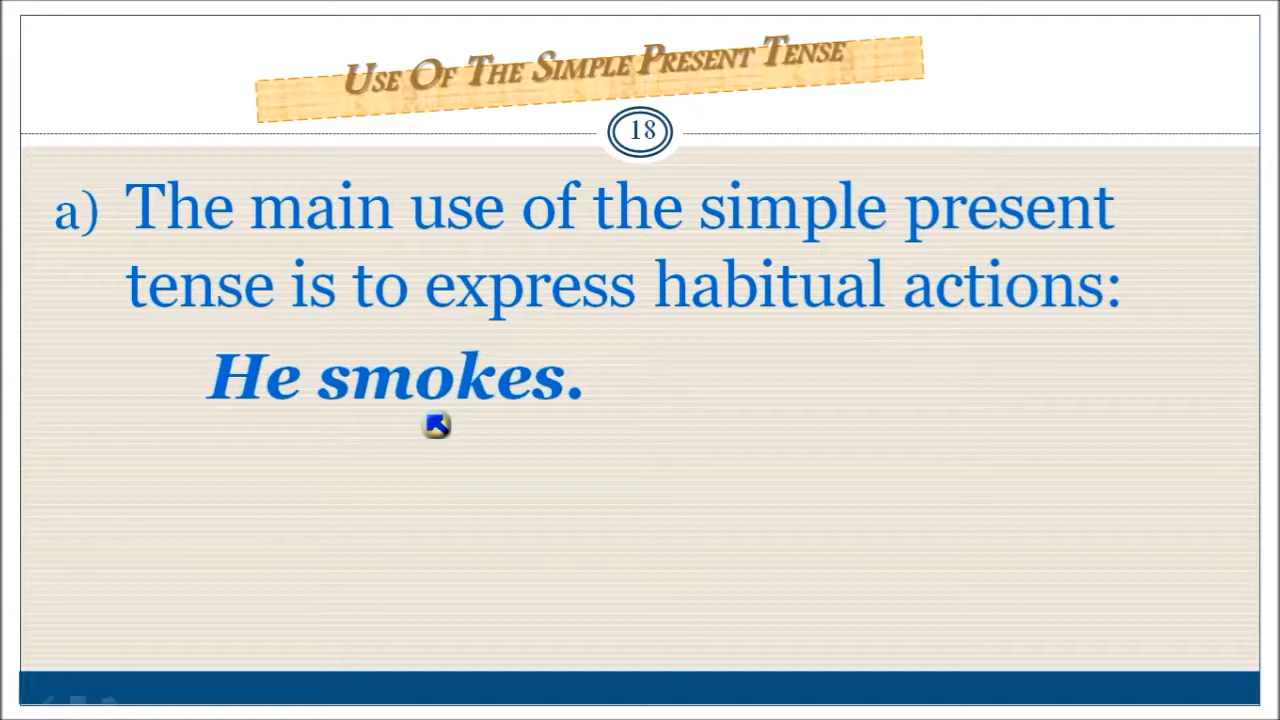 Use Of The Simple Present Tense
18
a) The main use of the simple present
tense is to express habitual actions:
He smokes.